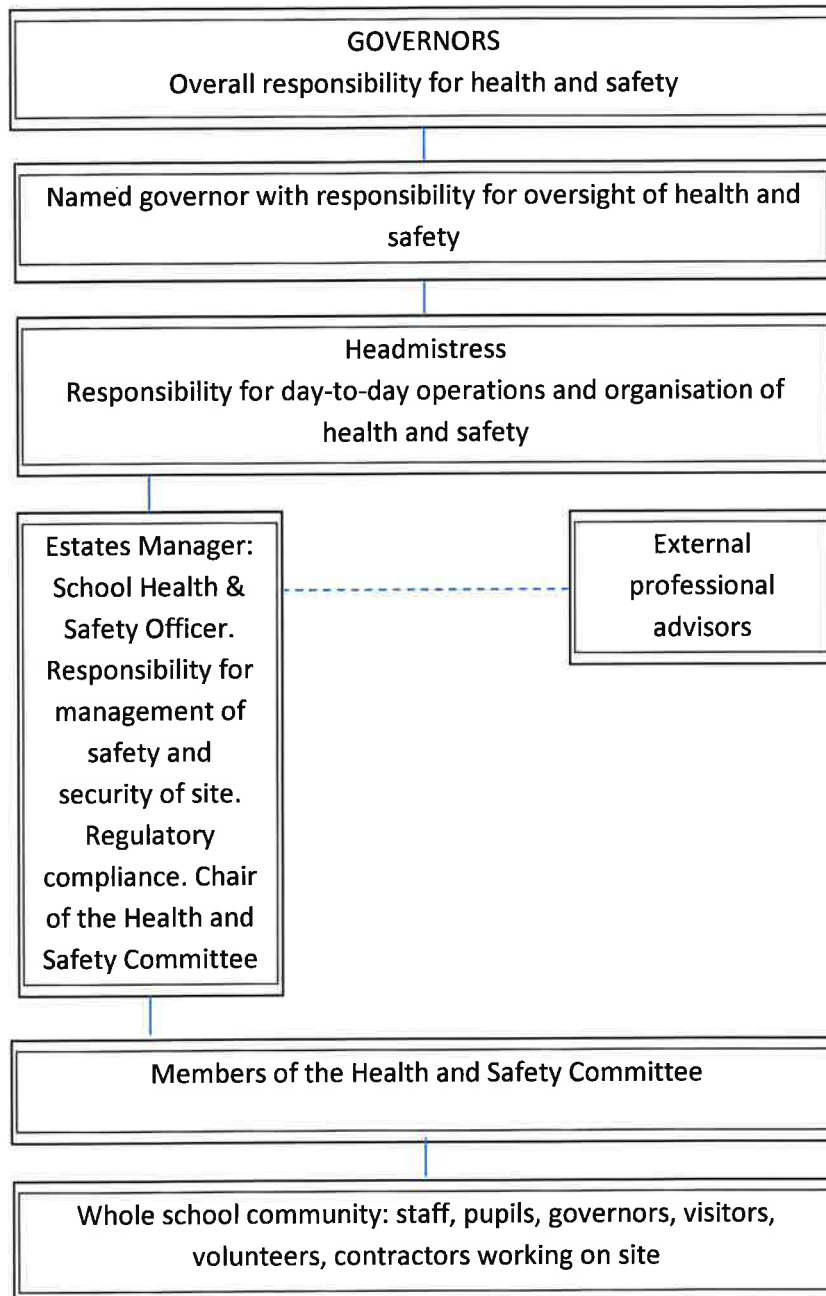 GOVERNORS
Overall responsibility for health and safety
Named governor with responsibility for oversight of health and
safety
Headmistress
Responsibility for day-to-day operations and organisation of
health and safety
Estates Manager:
School Health &
Safety Officer.
Responsibility for
management of
safety and
security of site.
Regulatory
compliance. Chair
of the Health and
Safety Committee
External
professional
advisors
Members of the Health and Safety Committee
Whole school community: staff, pupils, governors, visitors,
volunteers, contractors working on site